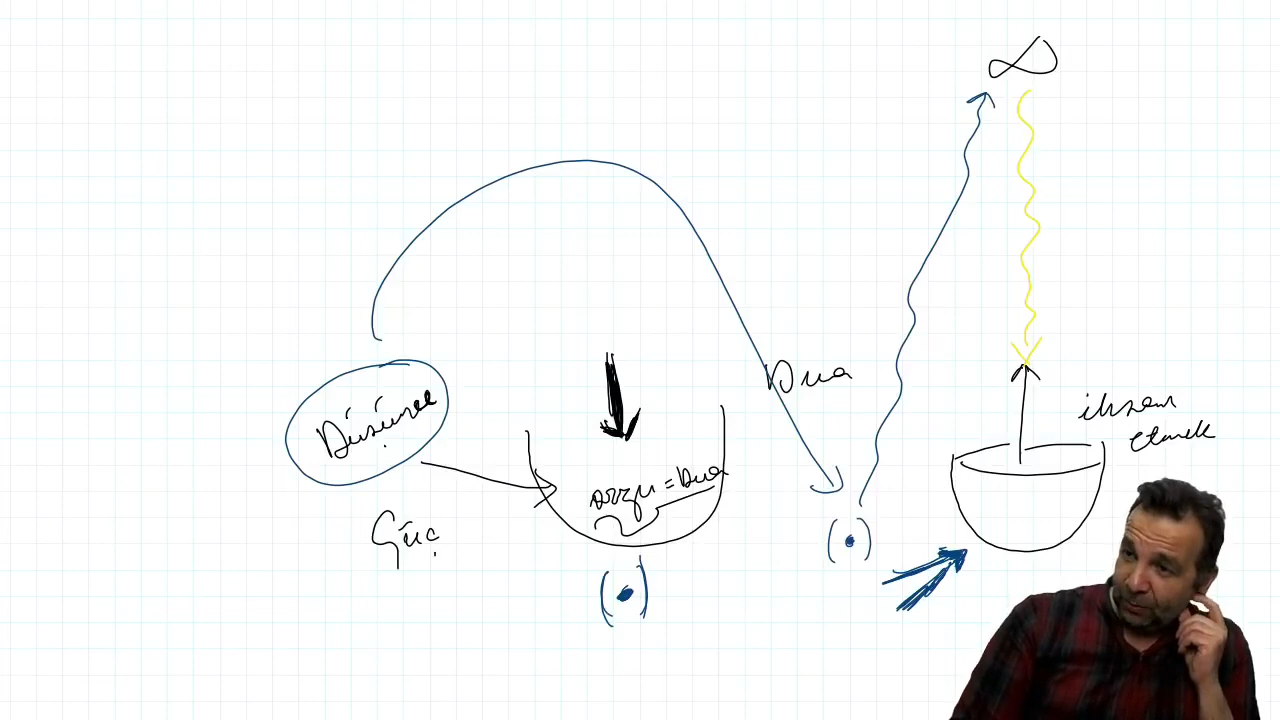 Düşünce
Güç
arzu = Dua
Dua
ihsan
etmek